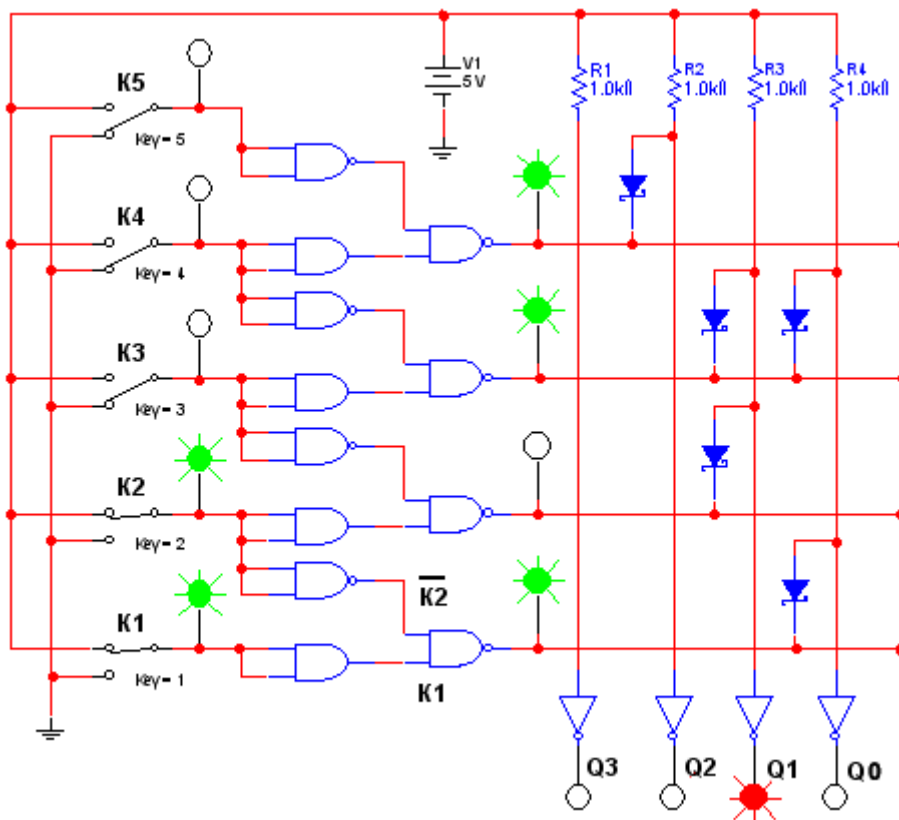 V1
5V
R1
1.0kΩ
R2
1.0kΩ
R3
1.0kΩ
R4
1.0kΩ
K5
Key = 5
K4
Key = 4
K3
Key = 3
K2
Key = 2
K2
K1
Key = 1
K1
Q3
Q2
Q1
Q0